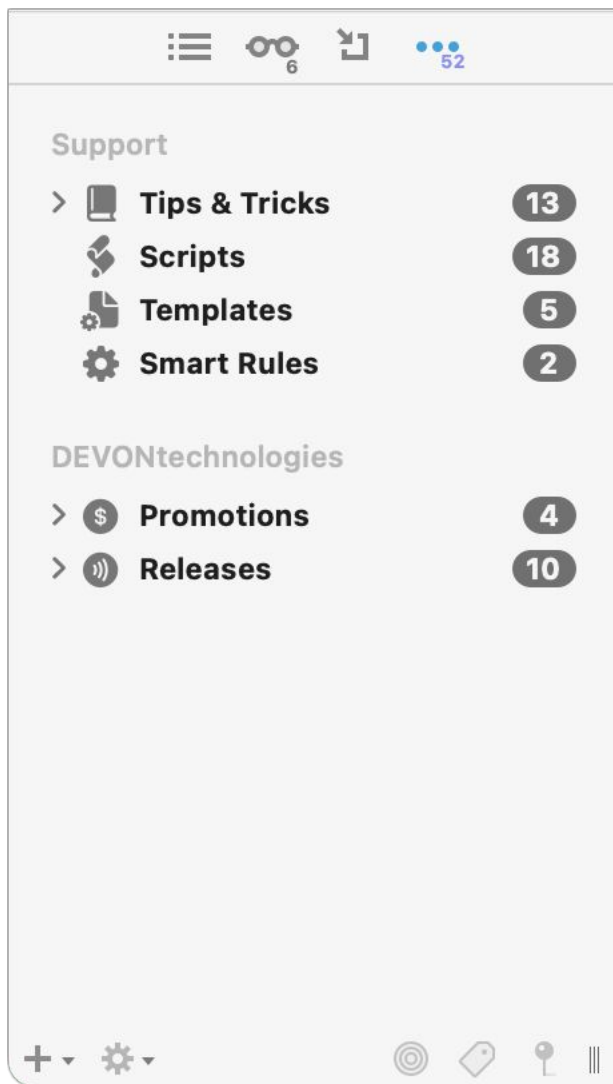 6
52
Support
Tips & Tricks 13
Scripts 18
Templates 5
Smart Rules 2
DEVONtechnologies
$ Promotions 4
Releases 10